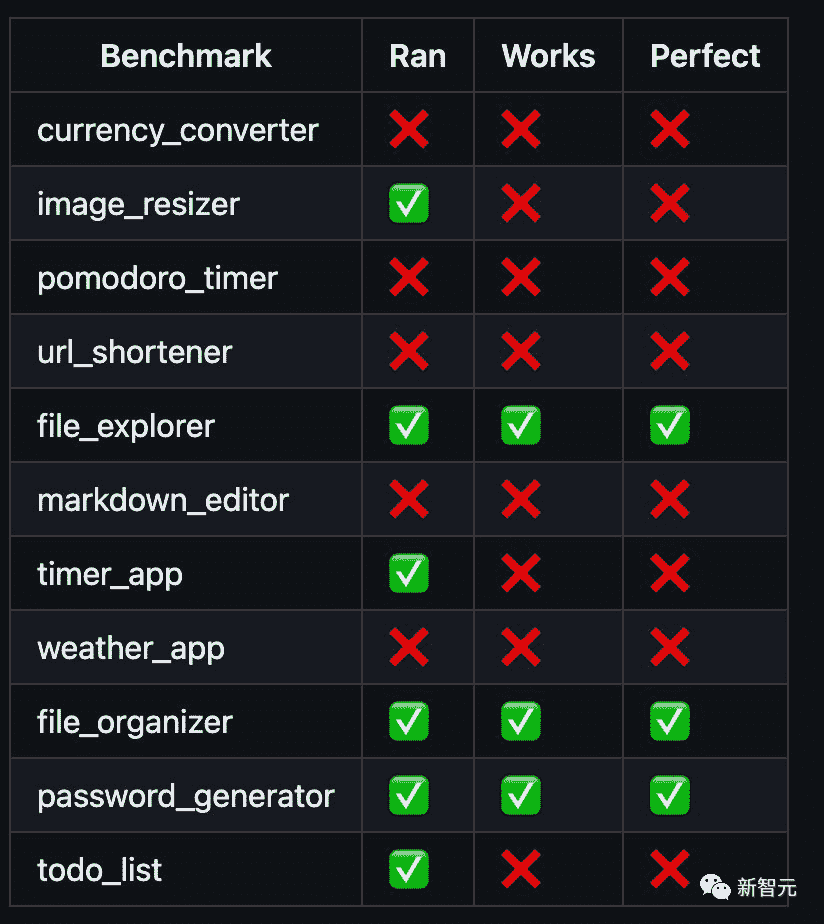 Benchmark Ran Works Perfect
currency_converter ❌ ❌ ❌
image_resizer ✅ ❌ ❌
pomodoro_timer ❌ ❌ ❌
url_shortener ❌ ❌ ❌
file_explorer ✅ ✅ ✅
markdown_editor ❌ ❌ ❌
timer_app ✅ ❌ ❌
weather_app ❌ ❌ ❌
file_organizer ✅ ✅ ✅
password_generator ✅ ✅ ✅
todo_list ✅ ❌ ❌
新智元